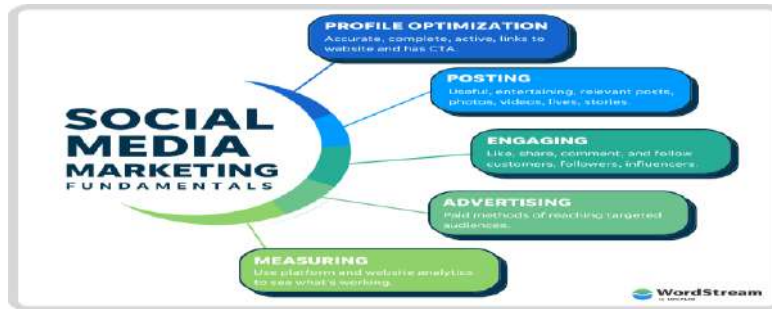 PROFILE OPTIMIZATION
Accurate, complete, active, links to
website and has CTA.
POSTING
Useful, entertaining, relevant posts,
photos, videos, lives, stories.
SOCIAL
MEDIA
MARKETING
FUNDAMENTALS
ENGAGING
Like, share, comment, and follow
customers, followers, influencers.
ADVERTISING
Paid methods of reaching targeted
audiences.
MEASURING
Use platform and website analytics
to see what's working.
WordStream